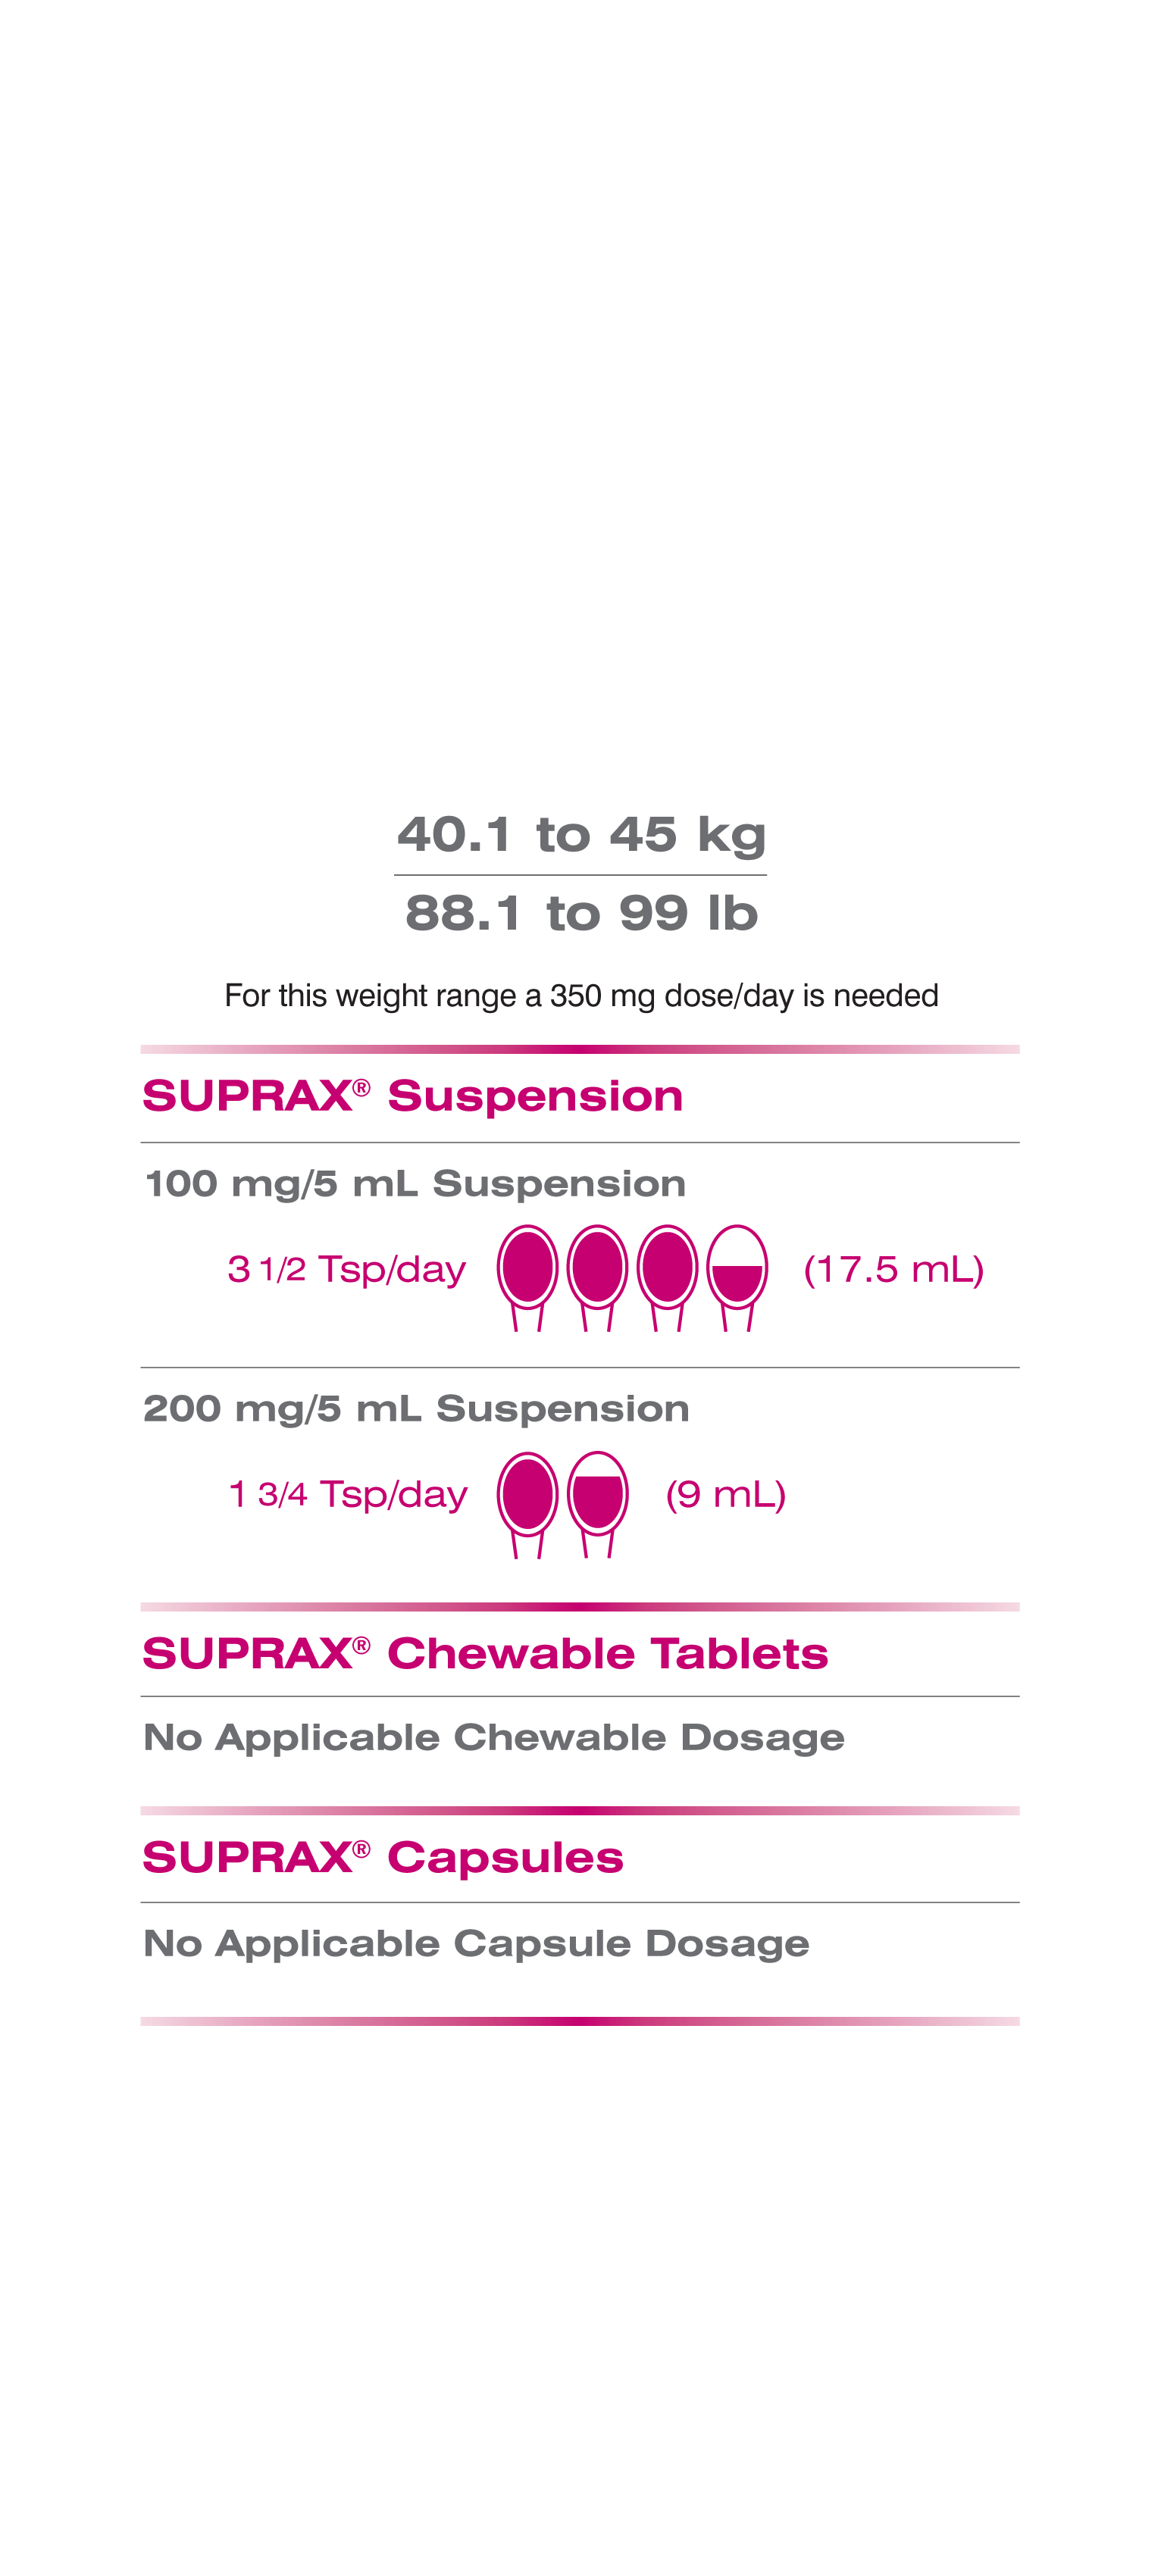 40.1 to 45 kg
88.1 to 99 lb
For this weight range a 350 mg dose/day is needed
SUPRAX® Suspension
100 mg/5 mL Suspension
3 1/2 Tsp/day (17.5 mL)
200 mg/5 mL Suspension
1 3/4 Tsp/day (9 mL)
SUPRAX® Chewable Tablets
No Applicable Chewable Dosage
SUPRAX® Capsules
No Applicable Capsule Dosage